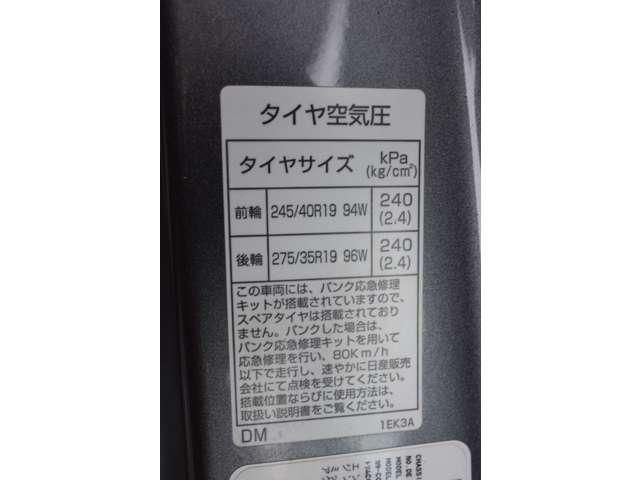 タイヤ空気圧
タイヤサイズ kPa (kg/cm²)
前輪 245/40R19 94W 240 (2.4)
後輪 275/35R19 96W 240 (2.4)
この車両には、パンク応急修理
キットが搭載されていますので、
スペアタイヤは搭載されており
ません。パンクした場合は、
パンク応急修理キットを用いて
応急修理を行い、80Km/h
以下で走行し、速やかに日産販売
会社にて点検を受けてください。
搭載位置ならびに使用方法は、
取扱い説明書をご覧ください。
DM 1EK3A
CHASS
NO. DE
MODEL